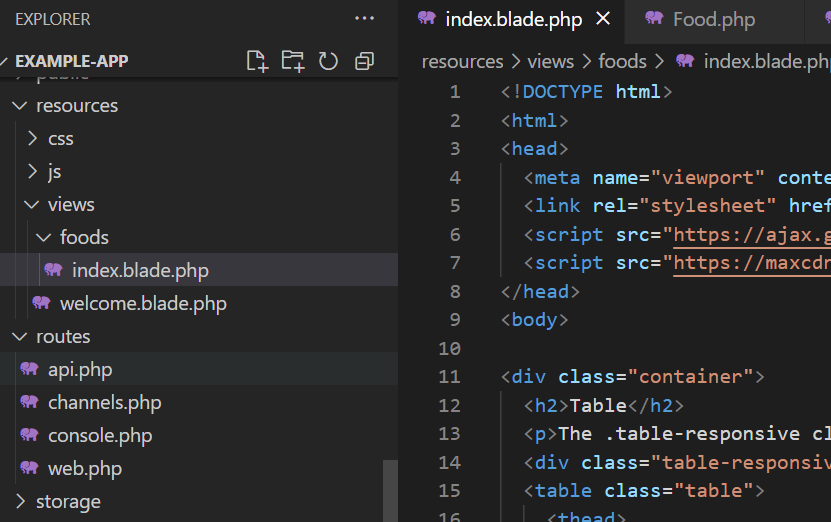 EXPLORER ...
EXAMPLE-APP
public
resources
css
js
views
foods
index.blade.php
welcome.blade.php
routes
api.php
channels.php
console.php
web.php
storage
index.blade.php Food.php
resources > views > foods > index.blade.php
1 <!DOCTYPE html>
2 <html>
3 <head>
4 <meta name="viewport" conte
5 <link rel="stylesheet" href
6 <script src="https://ajax.g
7 <script src="https://maxcdn
8 </head>
9 <body>
10
11 <div class="container">
12 <h2>Table</h2>
13 <p>The .table-responsive cl
14 <div class="table-responsiv
15 <table class="table">
16 <thead>